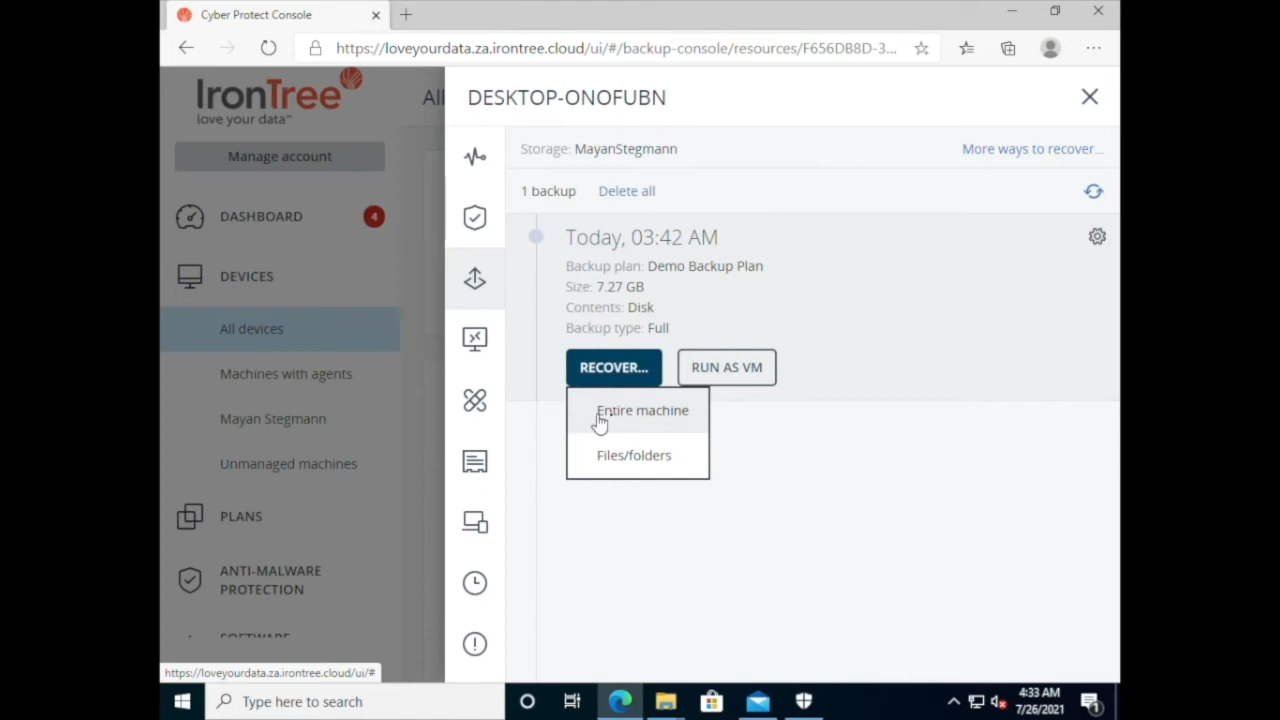 Cyber Protect Console
https://loveyourdata.za.irontree.cloud/ui/#/backup-console/resources/F656DB8D-3...
IronTree
love your data™
Manage account
DASHBOARD 4
DEVICES
All devices
Machines with agents
Mayan Stegmann
Unmanaged machines
PLANS
ANTI-MALWARE
PROTECTION
SOFTWARE
https://loveyourdata.za.irontree.cloud/ui/#
All
DESKTOP-ONOFUBN
Storage: MayanStegmann More ways to recover...
1 backup Delete all
Today, 03:42 AM
Backup plan: Demo Backup Plan
Size: 7.27 GB
Contents: Disk
Backup type: Full
RECOVER... RUN AS VM
Entire machine
Files/folders
Type here to search
4:33 AM
7/26/2021
1